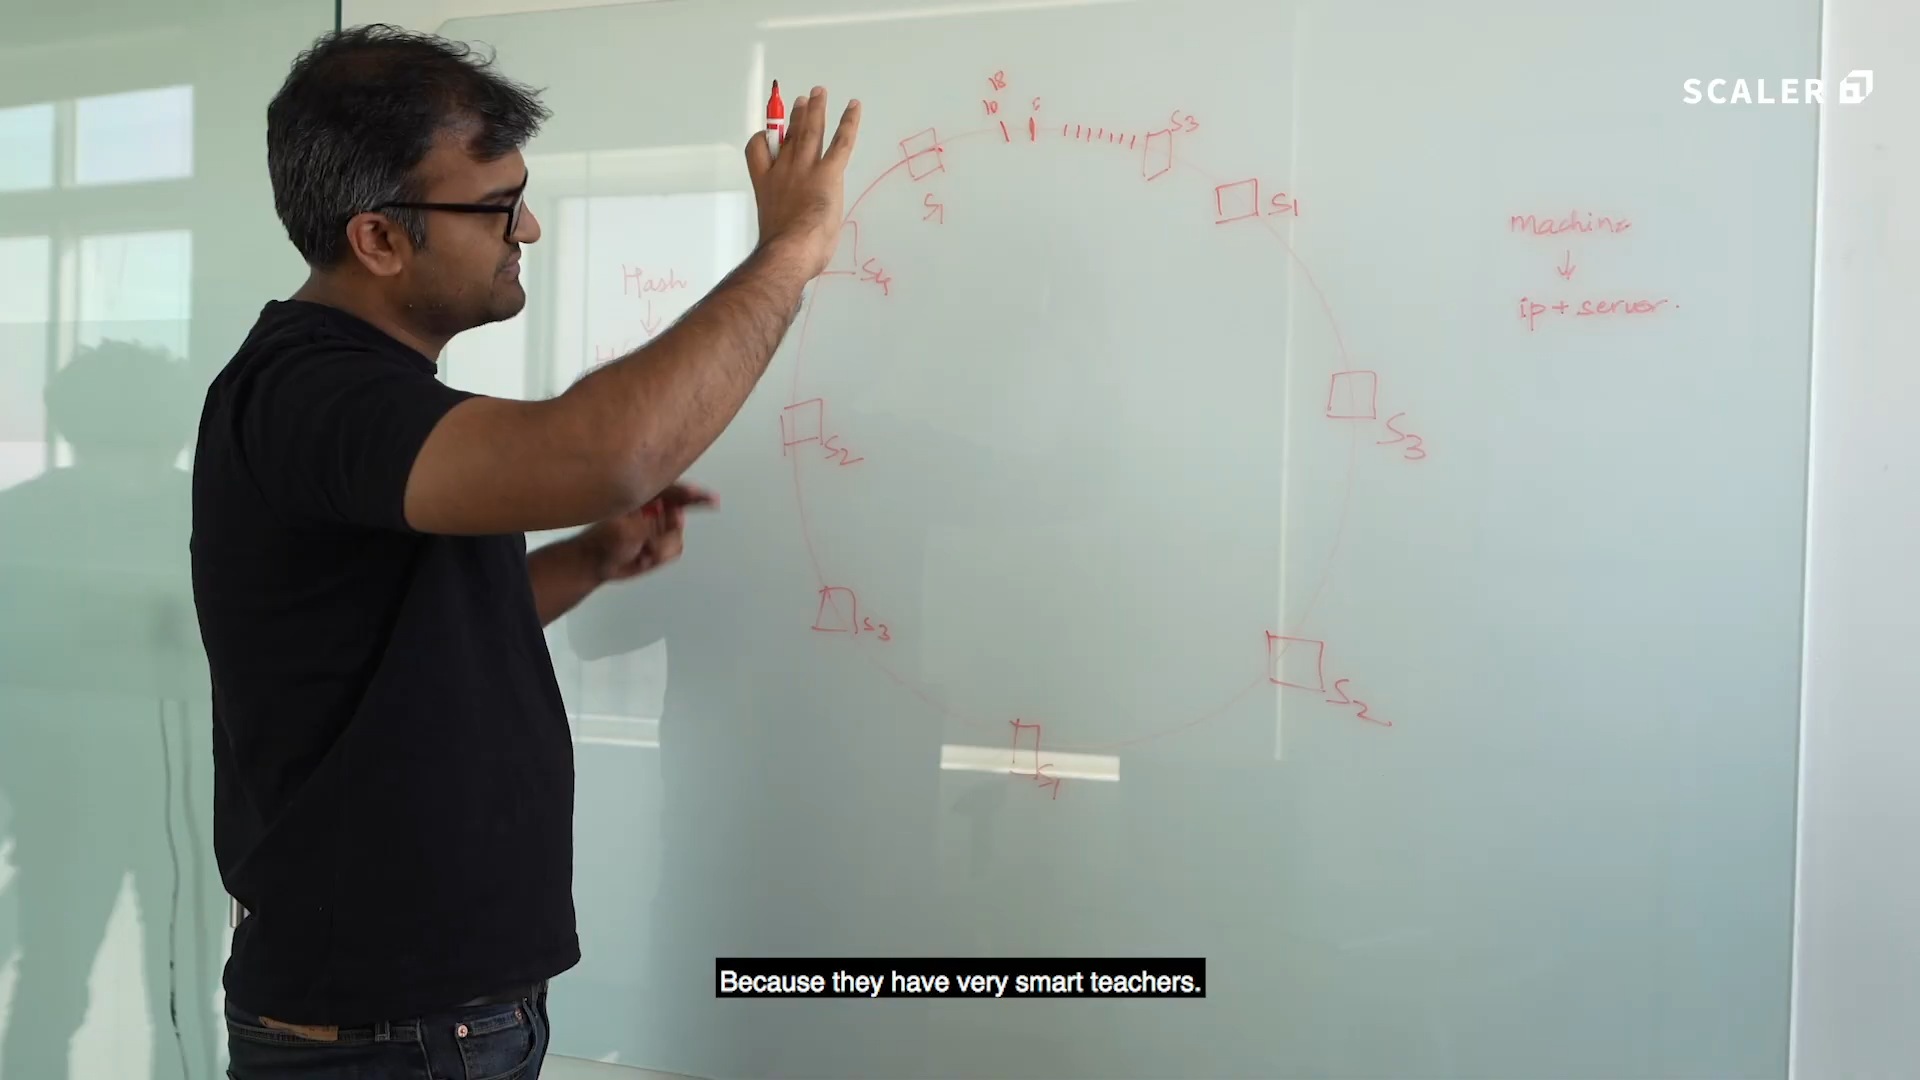 SCALER
18
10
S3
S1
S1
Machine
↓
ip + server.
Hash
↓
S4
S3
S2
S3
S2
S1
Because they have very smart teachers.